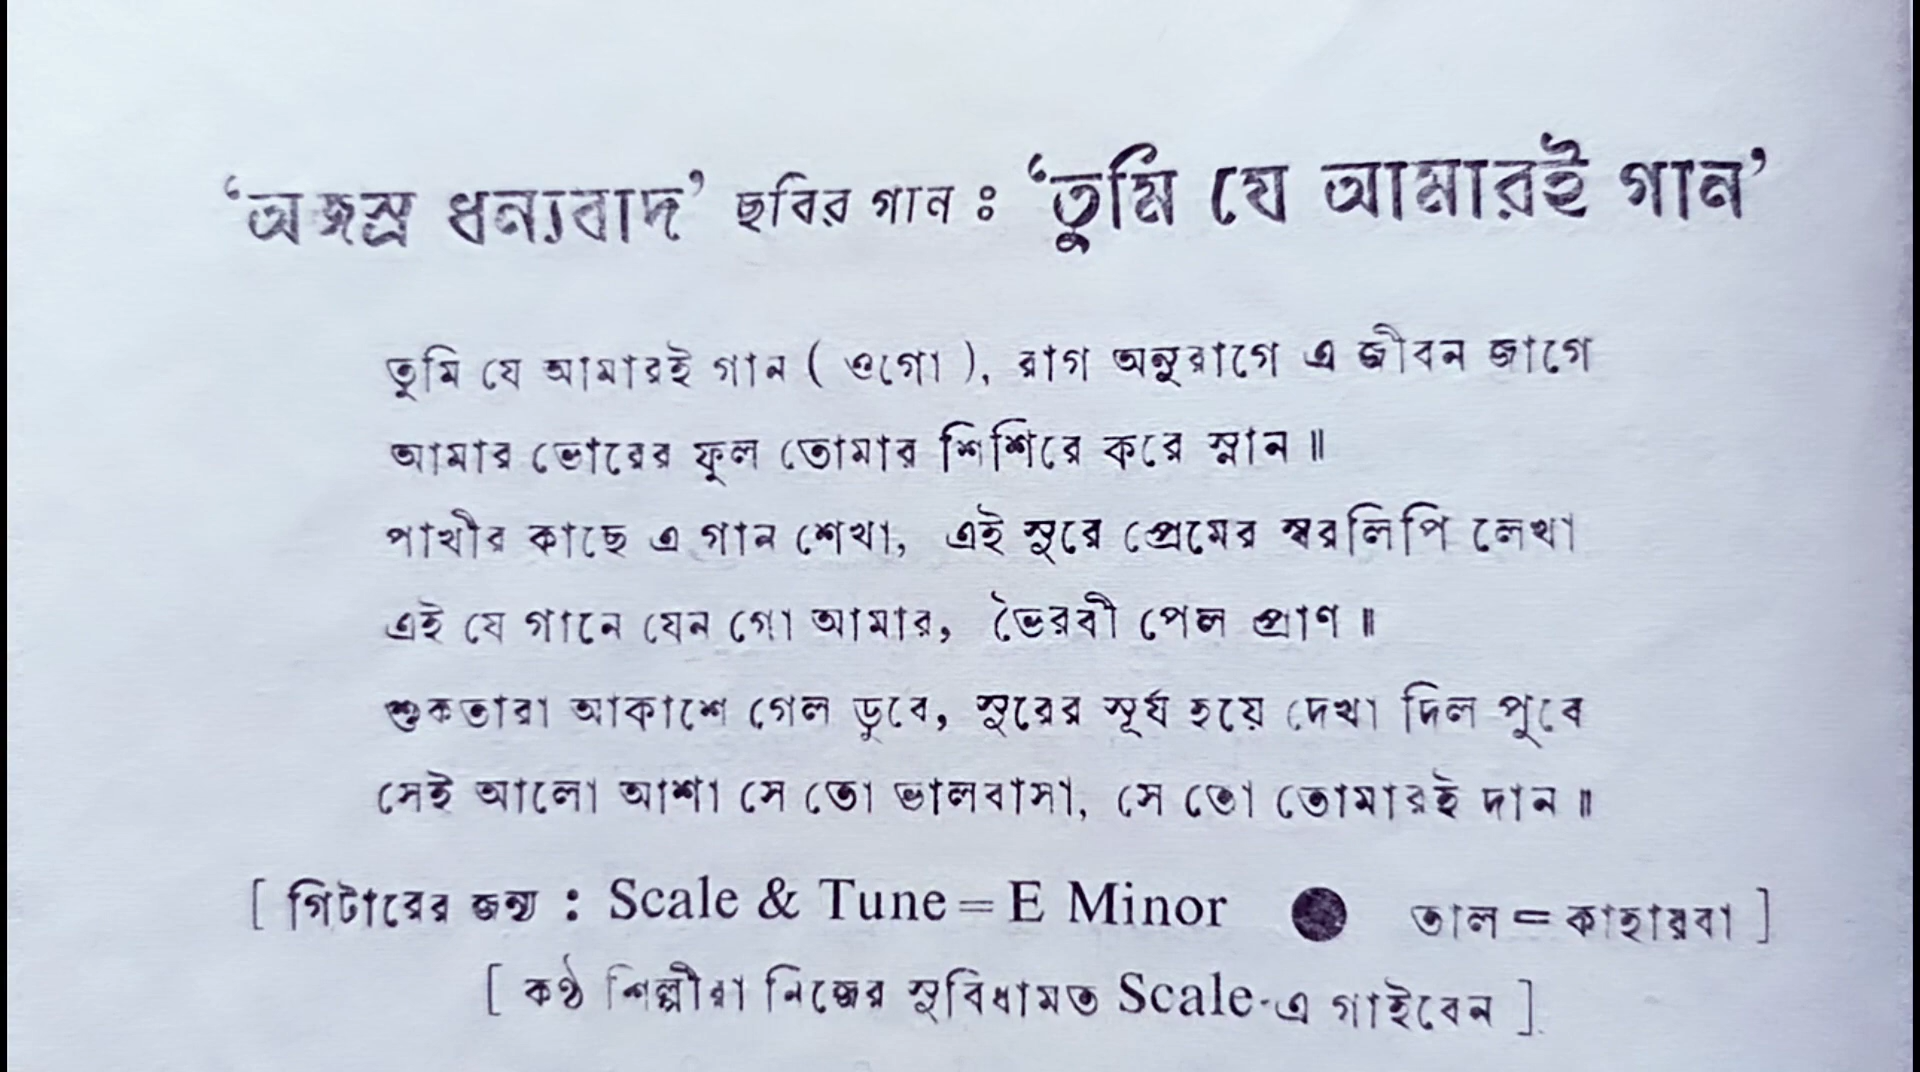 ‘অজস্র ধন্যবাদ’ ছবির গান : ‘তুমি যে আমারই গান’
তুমি যে আমারই গান ( ওগো ), রাগ অনুরাগে এ জীবন জাগে
আমার ভোরের ফুল তোমার শিশিরে করে স্নান ॥
পাখীর কাছে এ গান শেখা, এই সুরে প্রেমের স্বরলিপি লেখা
এই যে গানে যেন গো আমার, ভৈরবী পেল প্রাণ ॥
শুকতারা আকাশে গেল ডুবে, সুরের সূর্য হয়ে দেখা দিল পুবে
সেই আলো আশা সে তো ভালবাসা, সে তো তোমারই দান ॥
[ গিটারের জন্য : Scale & Tune = E Minor ● তাল = কাহারবা ]
[ কণ্ঠ শিল্পীরা নিজের সুবিধামত Scale-এ গাইবেন ]